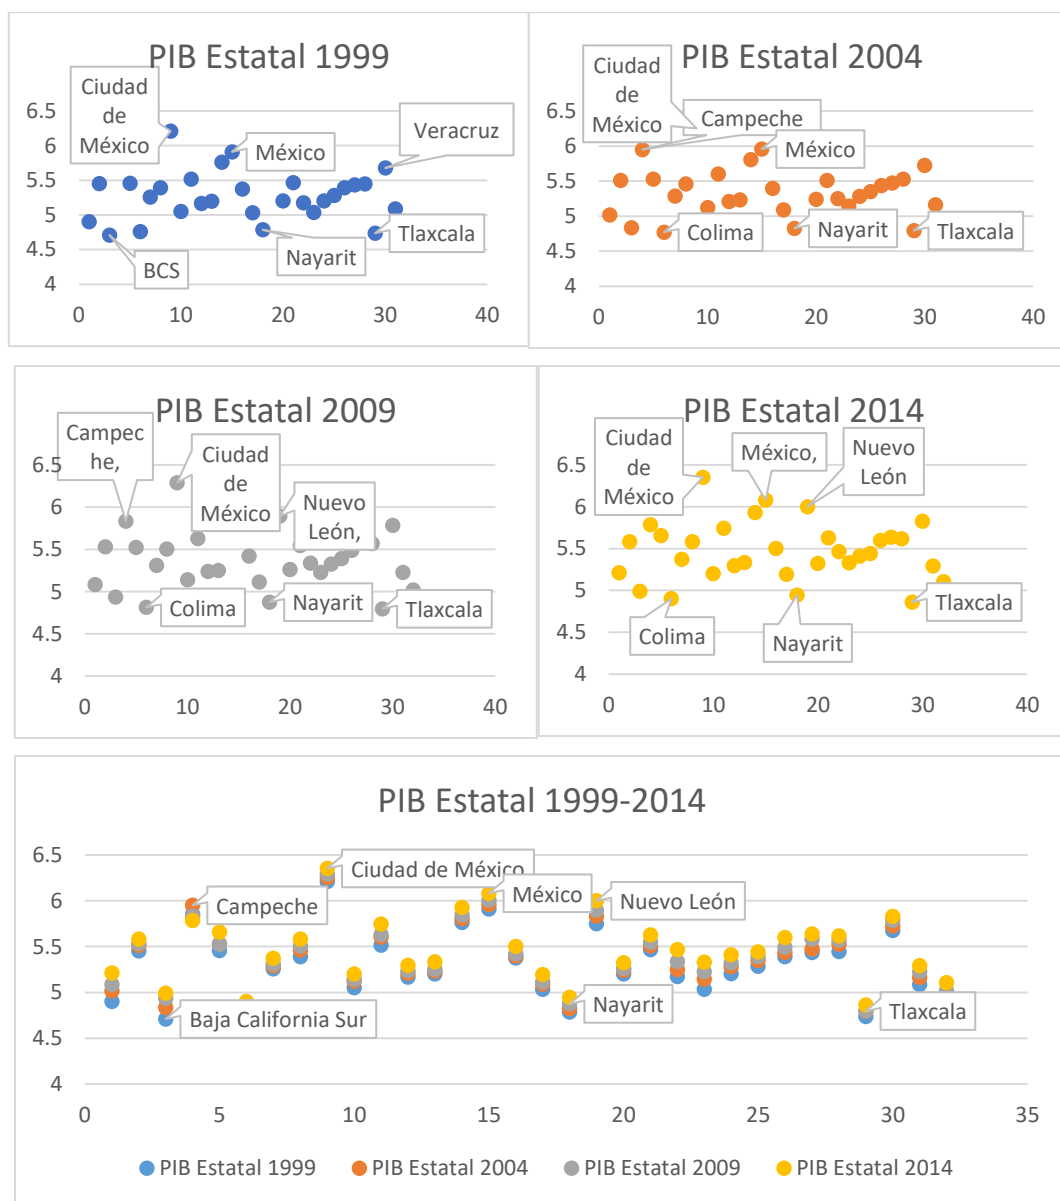 PIB Estatal 1999
Ciudad
de
México
México
Veracruz
BCS
Nayarit
Tlaxcala
6.5
6
5.5
5
4.5
4
0 10 20 30 40
PIB Estatal 2004
Ciudad
de
México
Campeche
México
Colima
Nayarit
Tlaxcala
6.5
6
5.5
5
4.5
4
0 10 20 30 40
PIB Estatal 2009
Campec
he,
Ciudad
de
México
Nuevo
León,
Colima
Nayarit
Tlaxcala
6.5
6
5.5
5
4.5
4
0 10 20 30 40
PIB Estatal 2014
Ciudad
de
México
México,
Nuevo
León
Colima
Nayarit
Tlaxcala
6.5
6
5.5
5
4.5
4
0 10 20 30 40
PIB Estatal 1999-2014
Ciudad de México
Campeche
México
Nuevo León
Baja California Sur
Nayarit
Tlaxcala
6.5
6
5.5
5
4.5
4
0 5 10 15 20 25 30 35
PIB Estatal 1999 PIB Estatal 2004 PIB Estatal 2009 PIB Estatal 2014